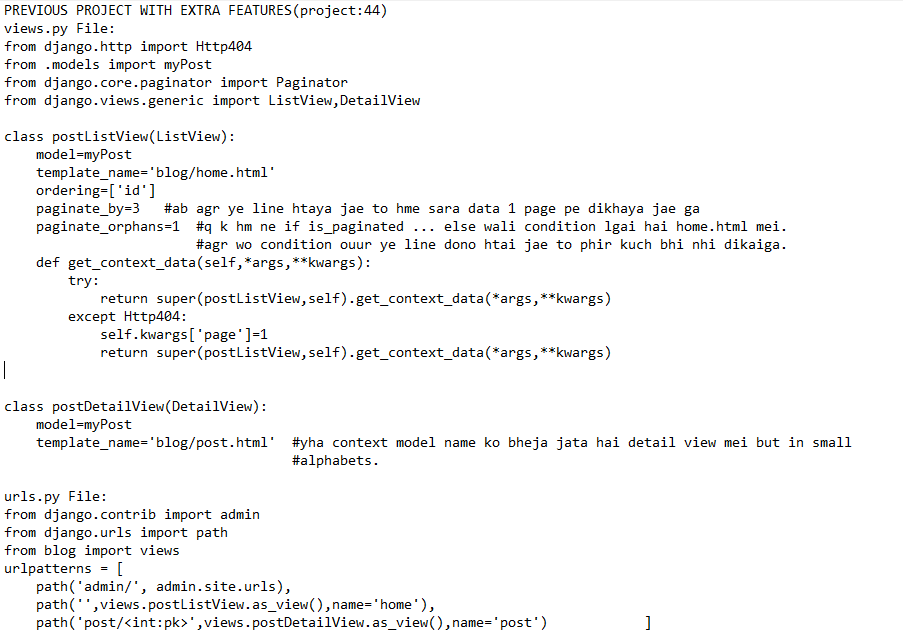 PREVIOUS PROJECT WITH EXTRA FEATURES(project:44)
views.py File:
from django.http import Http404
from .models import myPost
from django.core.paginator import Paginator
from django.views.generic import ListView,DetailView

class postListView(ListView):
    model=myPost
    template_name='blog/home.html'
    ordering=['id']
    paginate_by=3   #ab agr ye line htaya jae to hme sara data 1 page pe dikhaya jae ga
    paginate_orphans=1  #q k hm ne if is_paginated ... else wali condition lgai hai home.html mei.
                        #agr wo condition ouur ye line dono htai jae to phir kuch bhi nhi dikaiga.
    def get_context_data(self,*args,**kwargs):
        try:
            return super(postListView,self).get_context_data(*args,**kwargs)
        except Http404:
            self.kwargs['page']=1
            return super(postListView,self).get_context_data(*args,**kwargs)

class postDetailView(DetailView):
    model=myPost
    template_name='blog/post.html'  #yha context model name ko bheja jata hai detail view mei but in small
                                    #alphabets.

urls.py File:
from django.contrib import admin
from django.urls import path
from blog import views
urlpatterns = [
    path('admin/', admin.site.urls),
    path('',views.postListView.as_view(),name='home'),
    path('post/<int:pk>',views.postDetailView.as_view(),name='post')            ]